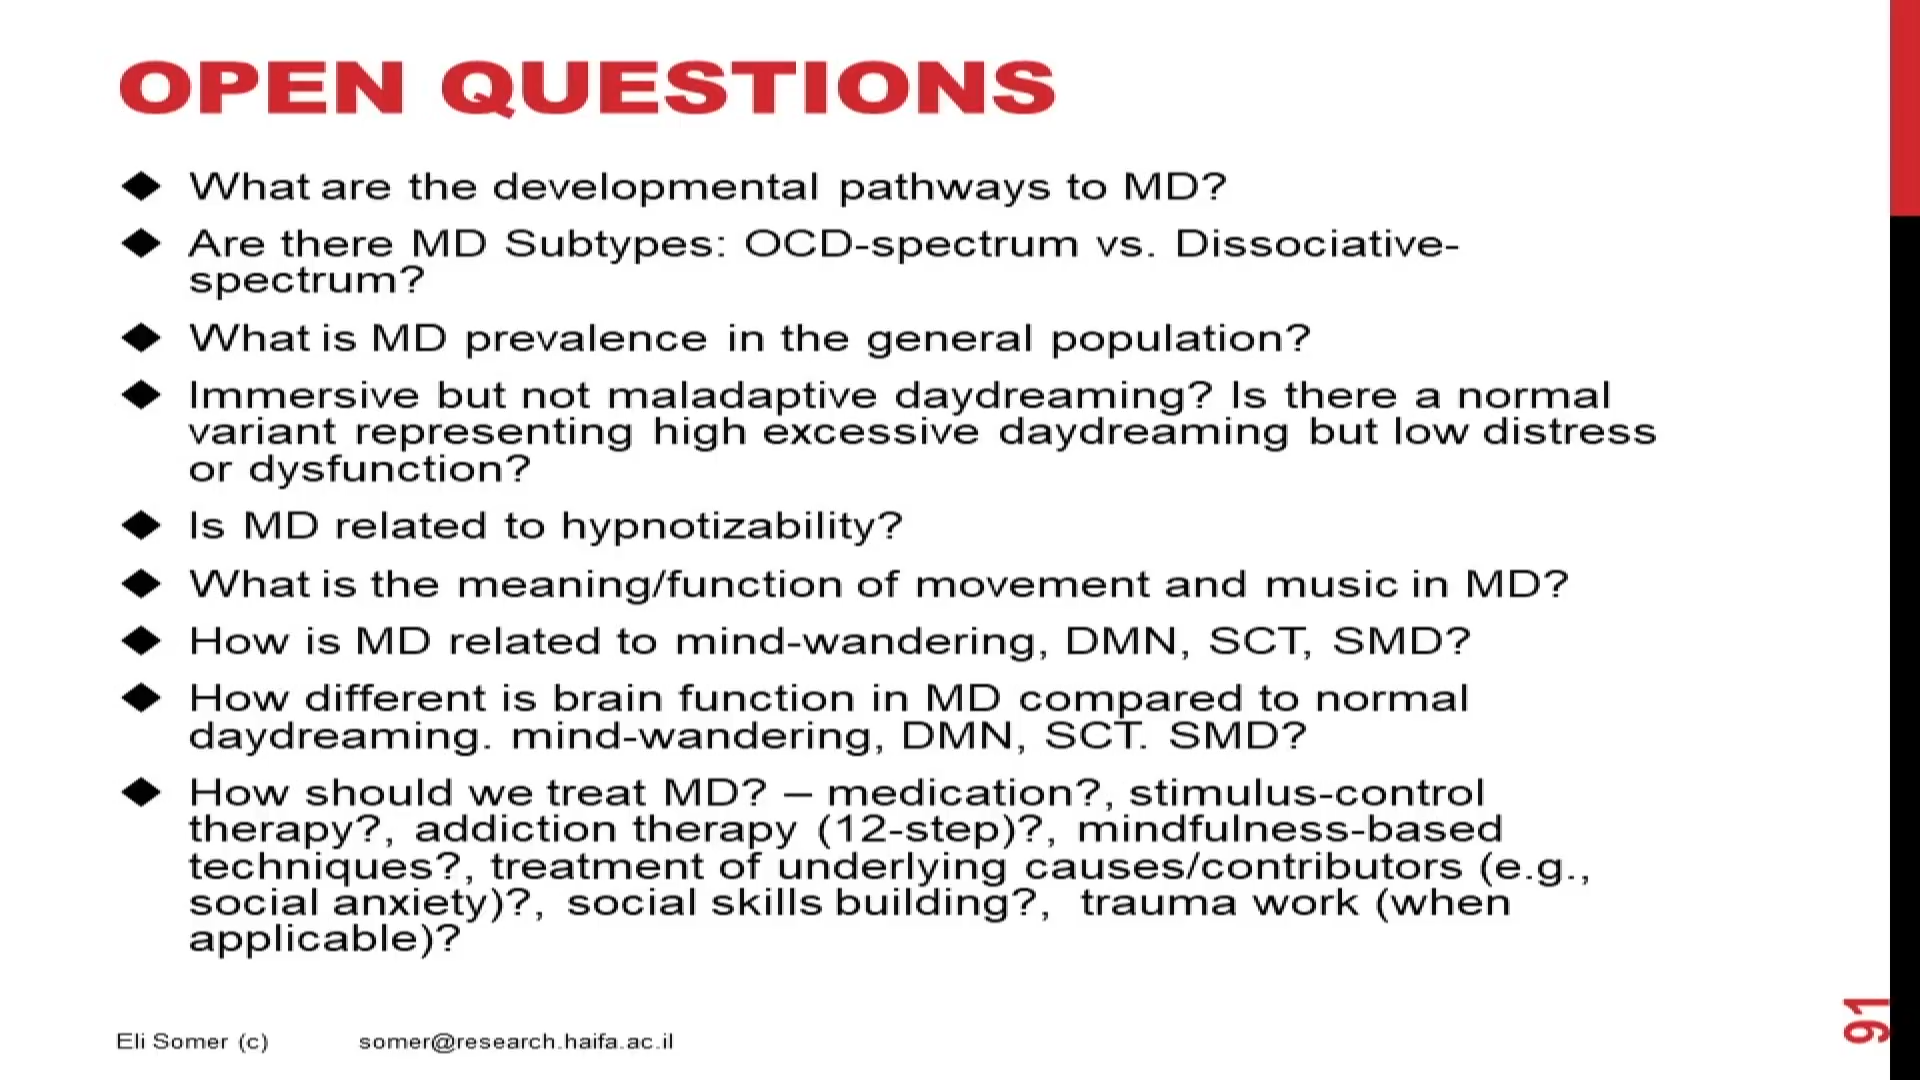 OPEN QUESTIONS
◆ What are the developmental pathways to MD?
◆ Are there MD Subtypes: OCD-spectrum vs. Dissociative-
spectrum?
◆ What is MD prevalence in the general population?
◆ Immersive but not maladaptive daydreaming? Is there a normal
variant representing high excessive daydreaming but low distress
or dysfunction?
◆ Is MD related to hypnotizability?
◆ What is the meaning/function of movement and music in MD?
◆ How is MD related to mind-wandering, DMN, SCT, SMD?
◆ How different is brain function in MD compared to normal
daydreaming. mind-wandering, DMN, SCT. SMD?
◆ How should we treat MD? – medication?, stimulus-control
therapy?, addiction therapy (12-step)?, mindfulness-based
techniques?, treatment of underlying causes/contributors (e.g.,
social anxiety)?, social skills building?, trauma work (when
applicable)?
Eli Somer (c) somer@research.haifa.ac.il
91